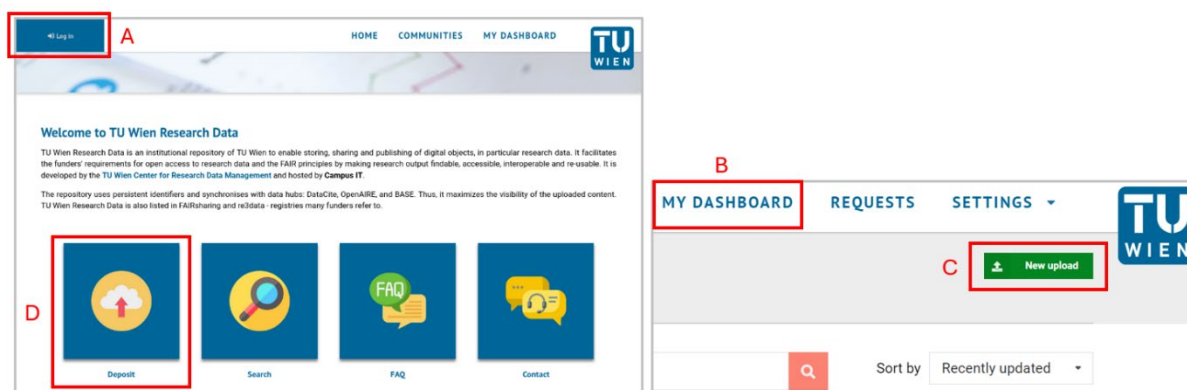 Log in
A
HOME COMMUNITIES MY DASHBOARD
TU
WIEN
Welcome to TU Wien Research Data
TU Wien Research Data is an institutional repository of TU Wien to enable storing, sharing and publishing of digital objects, in particular research data. It facilitates
the funders' requirements for open access to research data and the FAIR principles by making research output findable, accessible, interoperable and re-usable. It is
developed by the TU Wien Center for Research Data Management and hosted by Campus IT.
The repository uses persistent identifiers and synchronises with data hubs: DataCite, OpenAIRE, and BASE. Thus, it maximizes the visibility of the uploaded content.
TU Wien Research Data is also listed in FAIRsharing and re3data - registries many funders refer to.
D
FAQ
Deposit Search FAQ Contact
B
MY DASHBOARD REQUESTS SETTINGS
TU
WIEN
C
New upload
Sort by Recently updated